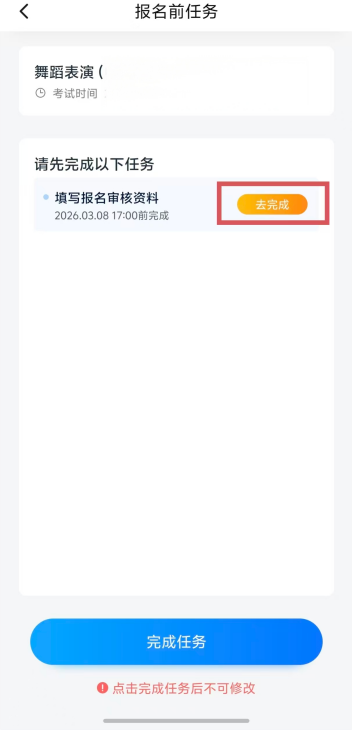 报名前任务
舞蹈表演（
考试时间
请先完成以下任务
填写报名审核资料
去完成
2026.03.08 17:00前完成
完成任务
点击完成任务后不可修改